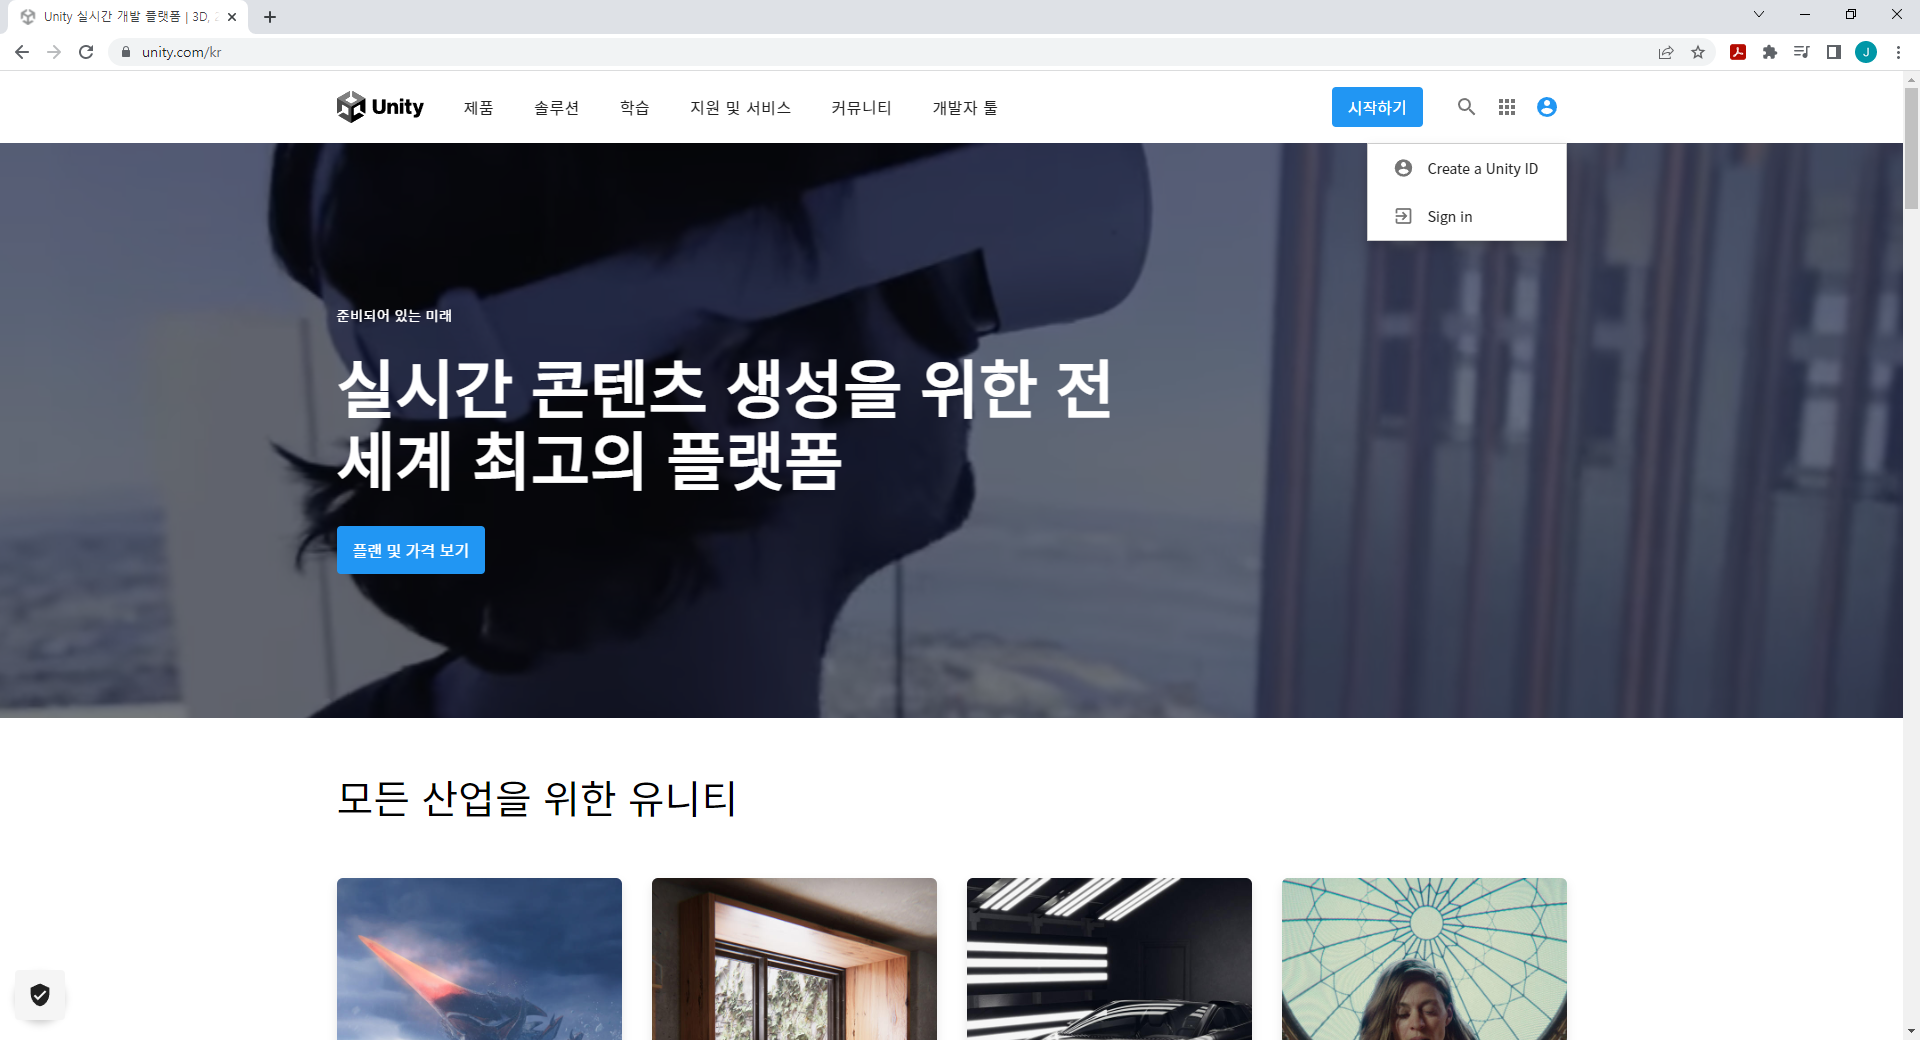 Unity 실시간 개발 플랫폼 | 3D, 2
unity.com/kr
J
Unity 제품 솔루션 학습 지원 및 서비스 커뮤니티 개발자 툴 시작하기
Create a Unity ID
Sign in
준비되어 있는 미래
실시간 콘텐츠 생성을 위한 전
세계 최고의 플랫폼
플랜 및 가격 보기
모든 산업을 위한 유니티